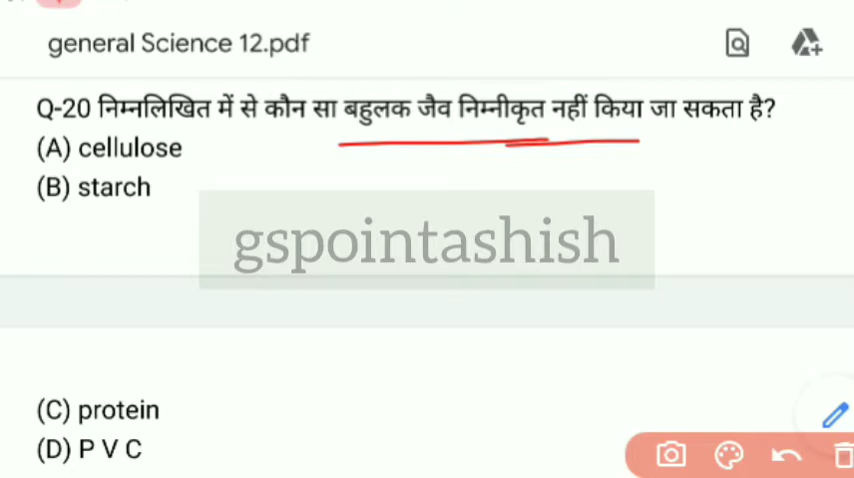 general Science 12.pdf
Q-20 निम्नलिखित में से कौन सा बहुलक जैव निम्नीकृत नहीं किया जा सकता है?
(A) cellulose
(B) starch
gspointashish
(C) protein
(D) P V C